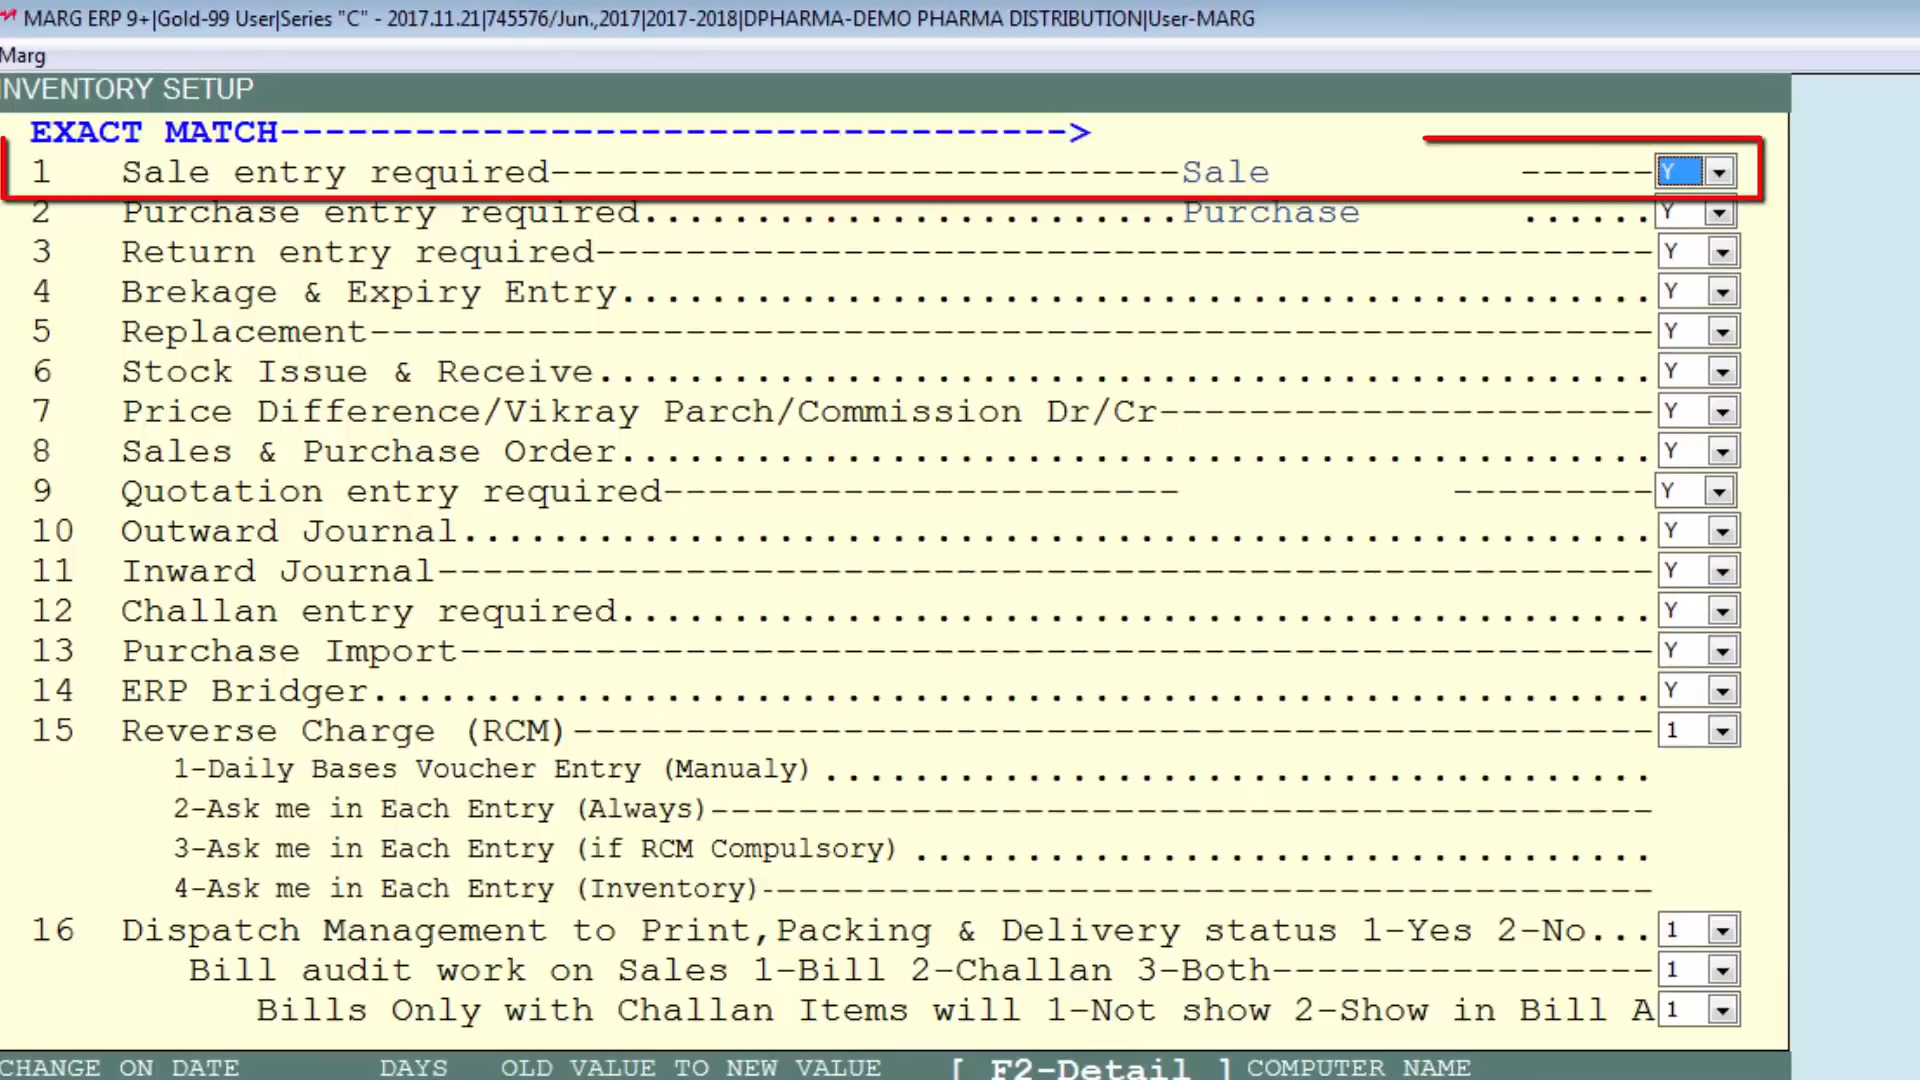 MARG ERP 9+|Gold-99 User|Series "C" - 2017.11.21|745576/Jun.,2017|2017-2018|DPHARMA-DEMO PHARMA DISTRIBUTION|User-MARG
Marg
INVENTORY SETUP
EXACT MATCH----------------------------------->
1 Sale entry required----------------------------Sale ------ Y
2 Purchase entry required........................Purchase ...... Y
3 Return entry required----------------------------------------------- Y
4 Brekage & Expiry Entry.............................................. Y
5 Replacement--------------------------------------------------------- Y
6 Stock Issue & Receive............................................... Y
7 Price Difference/Vikray Parch/Commission Dr/Cr---------------------- Y
8 Sales & Purchase Order.............................................. Y
9 Quotation entry required----------------------- --------- Y
10 Outward Journal..................................................... Y
11 Inward Journal------------------------------------------------------ Y
12 Challan entry required.............................................. Y
13 Purchase Import----------------------------------------------------- Y
14 ERP Bridger......................................................... Y
15 Reverse Charge (RCM)------------------------------------------------ 1
1-Daily Bases Voucher Entry (Manualy) .....................................
2-Ask me in Each Entry (Always)------------------------------------------
3-Ask me in Each Entry (if RCM Compulsory) .................................
4-Ask me in Each Entry (Inventory)---------------------------------------
16 Dispatch Management to Print,Packing & Delivery status 1-Yes 2-No... 1
Bill audit work on Sales 1-Bill 2-Challan 3-Both----------------- 1
Bills Only with Challan Items will 1-Not show 2-Show in Bill A 1
CHANGE ON DATE DAYS OLD VALUE TO NEW VALUE [ F2-Detail ] COMPUTER NAME